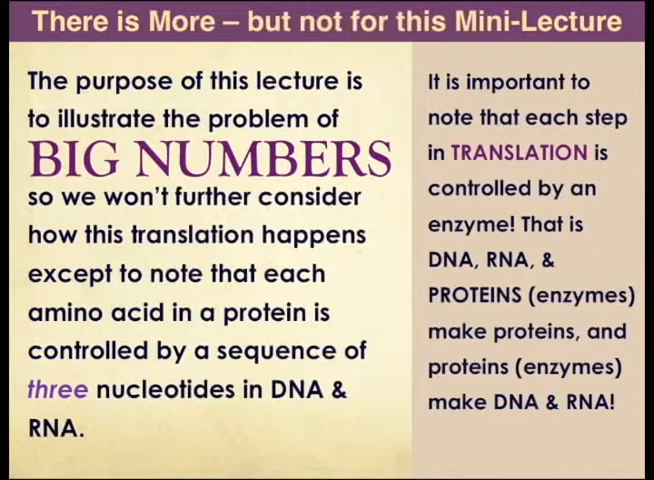 There is More – but not for this Mini-Lecture
The purpose of this lecture is
to illustrate the problem of
BIG NUMBERS
so we won't further consider
how this translation happens
except to note that each
amino acid in a protein is
controlled by a sequence of
three nucleotides in DNA &
RNA.
It is important to
note that each step
in TRANSLATION is
controlled by an
enzyme! That is
DNA, RNA, &
PROTEINS (enzymes)
make proteins, and
proteins (enzymes)
make DNA & RNA!